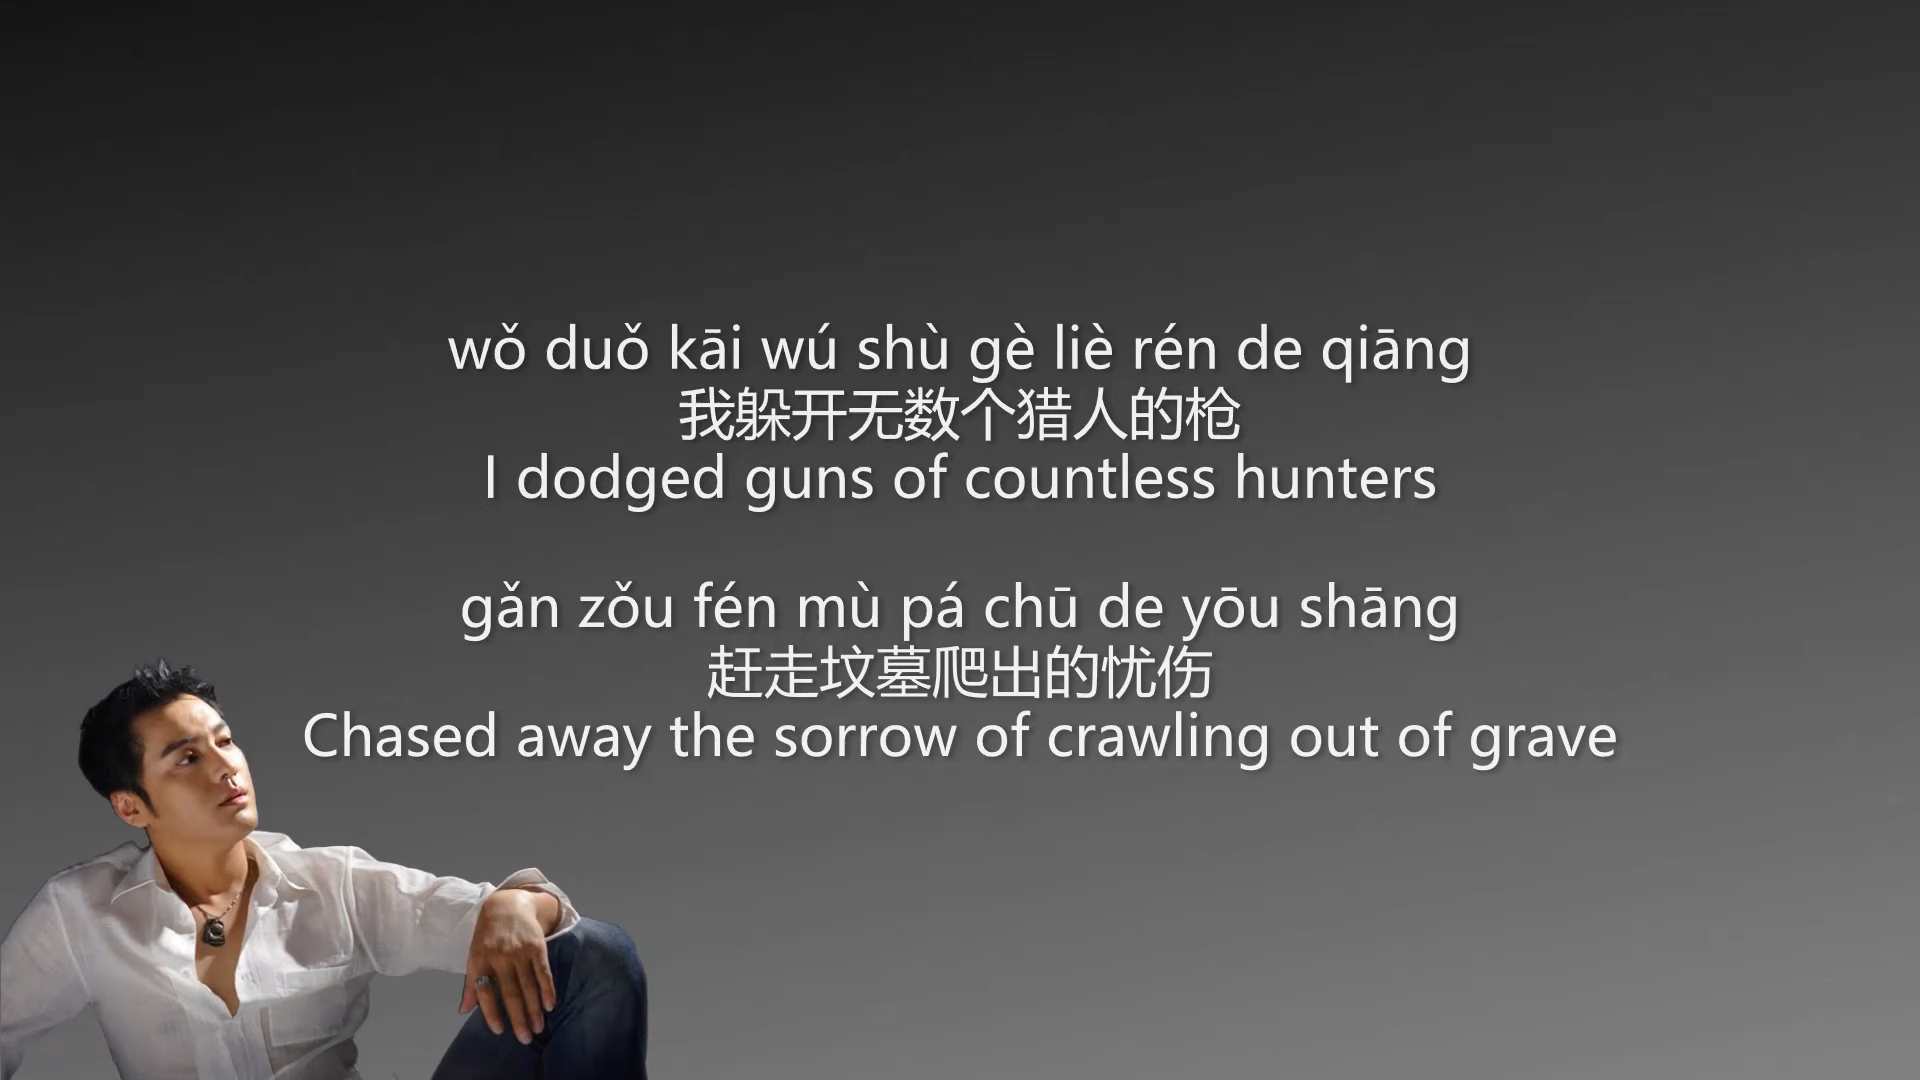 wǒ duǒ kāi wú shù gè liè rén de qiāng
我躲开无数个猎人的枪
I dodged guns of countless hunters
gǎn zǒu fén mù pá chū de yōu shāng
赶走坟墓爬出的忧伤
Chased away the sorrow of crawling out of grave